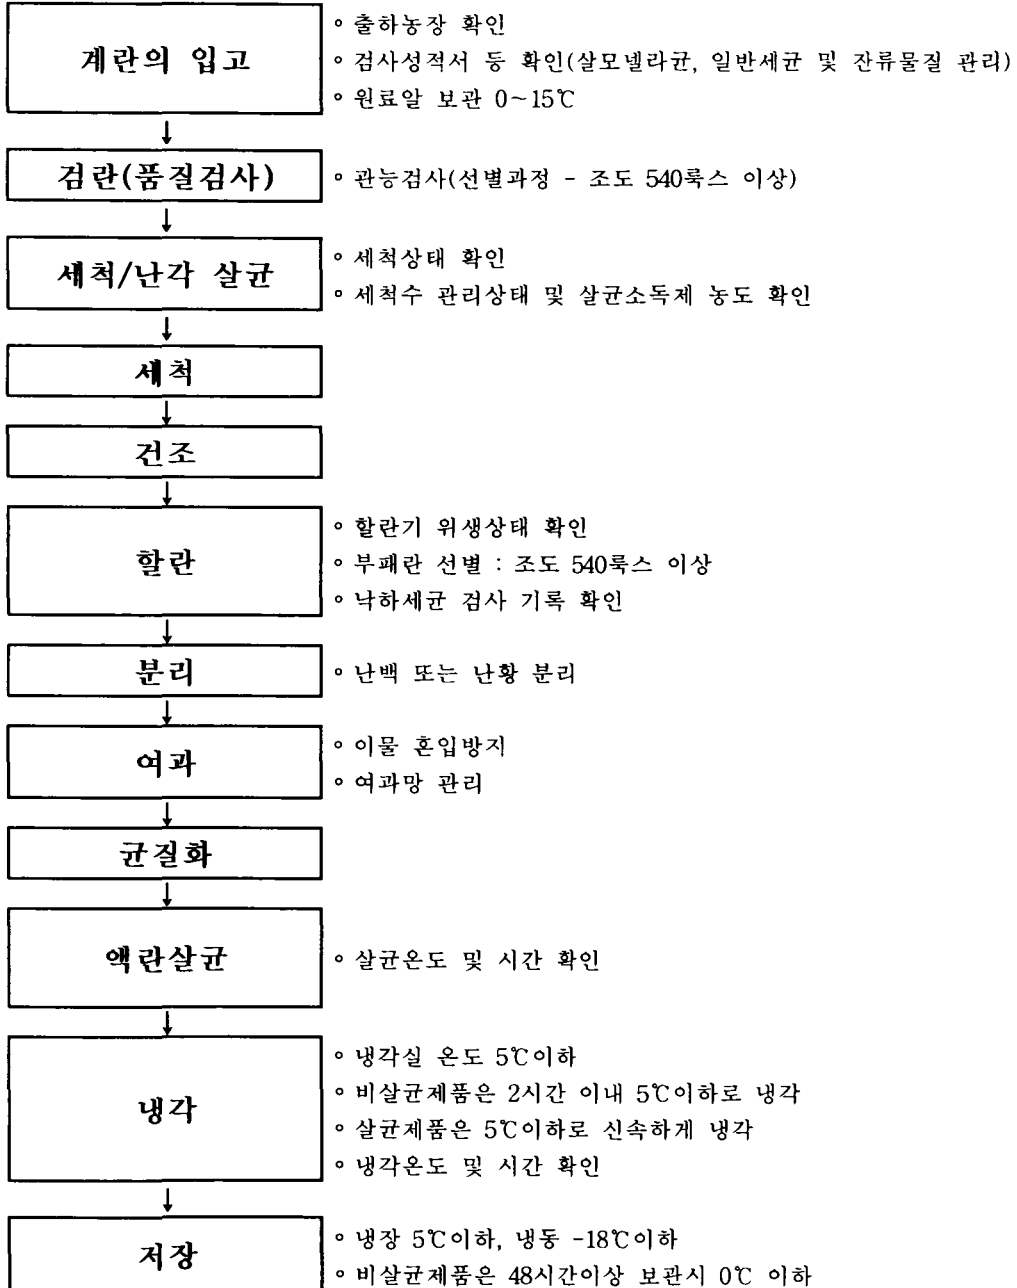 계란의 입고
◦ 출하농장 확인
◦ 검사성적서 등 확인(살모넬라균, 일반세균 및 잔류물질 관리)
◦ 원료알 보관 0~15℃
↓
검란(품질검사)
◦ 관능검사(선별과정 - 조도 540룩스 이상)
↓
세척/난각 살균
◦ 세척상태 확인
◦ 세척수 관리상태 및 살균소독제 농도 확인
↓
세척
↓
건조
↓
할란
◦ 할란기 위생상태 확인
◦ 부패란 선별 : 조도 540룩스 이상
◦ 낙하세균 검사 기록 확인
↓
분리
◦ 난백 또는 난황 분리
↓
여과
◦ 이물 혼입방지
◦ 여과망 관리
↓
균질화
↓
액란살균
◦ 살균온도 및 시간 확인
↓
냉각
◦ 냉각실 온도 5℃이하
◦ 비살균제품은 2시간 이내 5℃이하로 냉각
◦ 살균제품은 5℃이하로 신속하게 냉각
◦ 냉각온도 및 시간 확인
↓
저장
◦ 냉장 5℃이하, 냉동 -18℃이하
◦ 비살균제품은 48시간이상 보관시 0℃ 이하